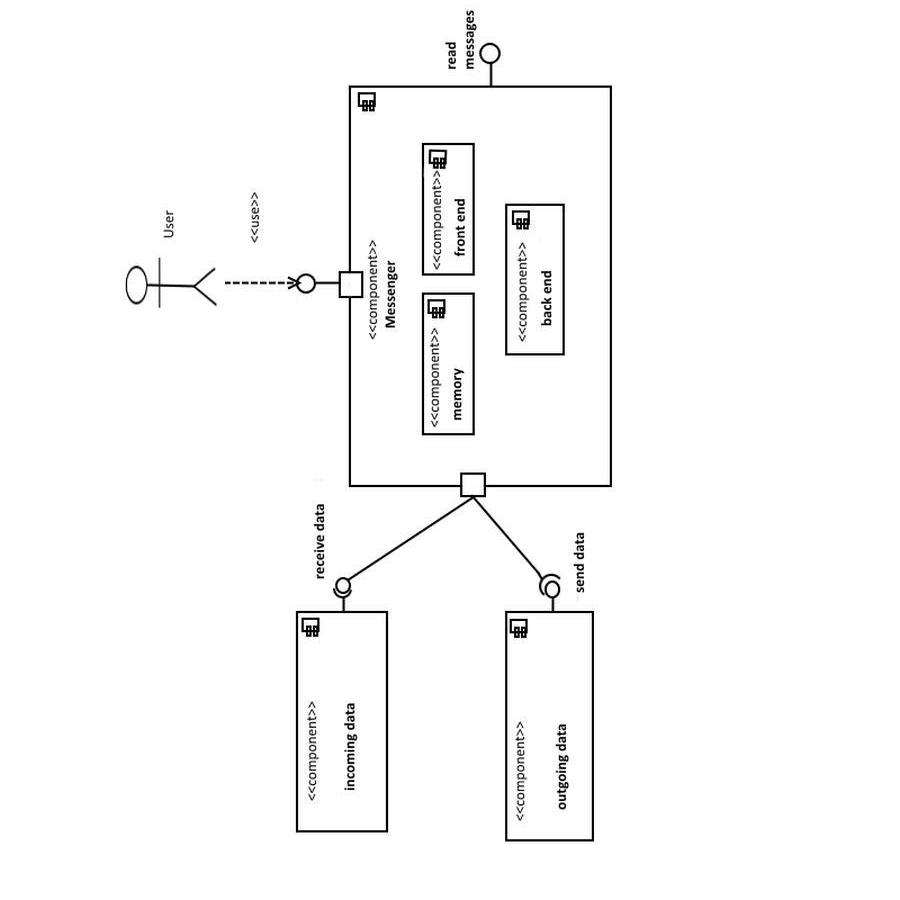 User
<<use>>
<<component>>
Messenger
read
messages
<<component>>
front end
<<component>>
memory
<<component>>
back end
receive data
send data
<<component>>
incoming data
<<component>>
outgoing data